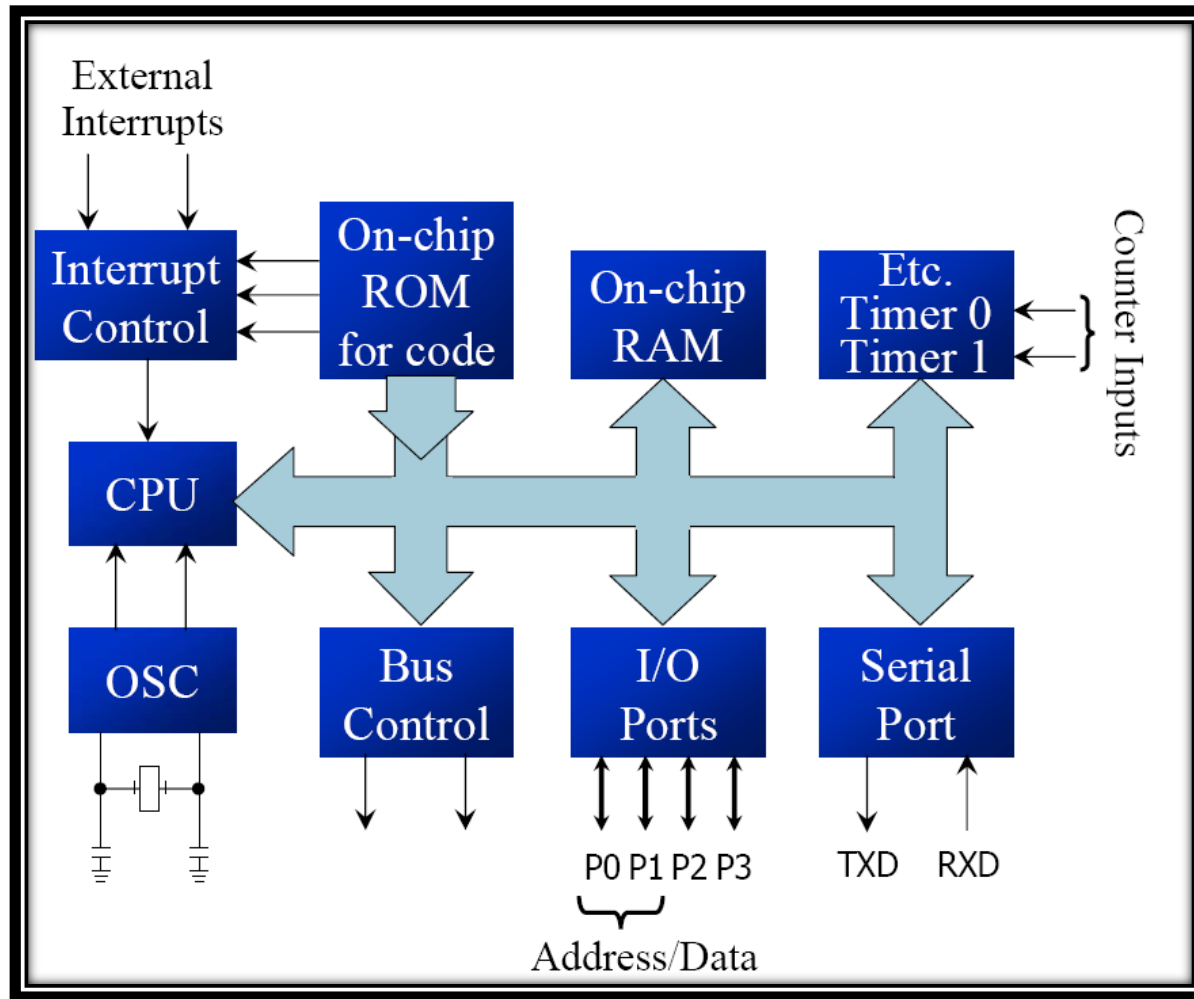 External
Interrupts
Interrupt
Control
On-chip
ROM
for code
On-chip
RAM
Etc.
Timer 0
Timer 1
Counter Inputs
CPU
OSC
Bus
Control
I/O
Ports
Serial
Port
P0 P1 P2 P3
TXD RXD
Address/Data